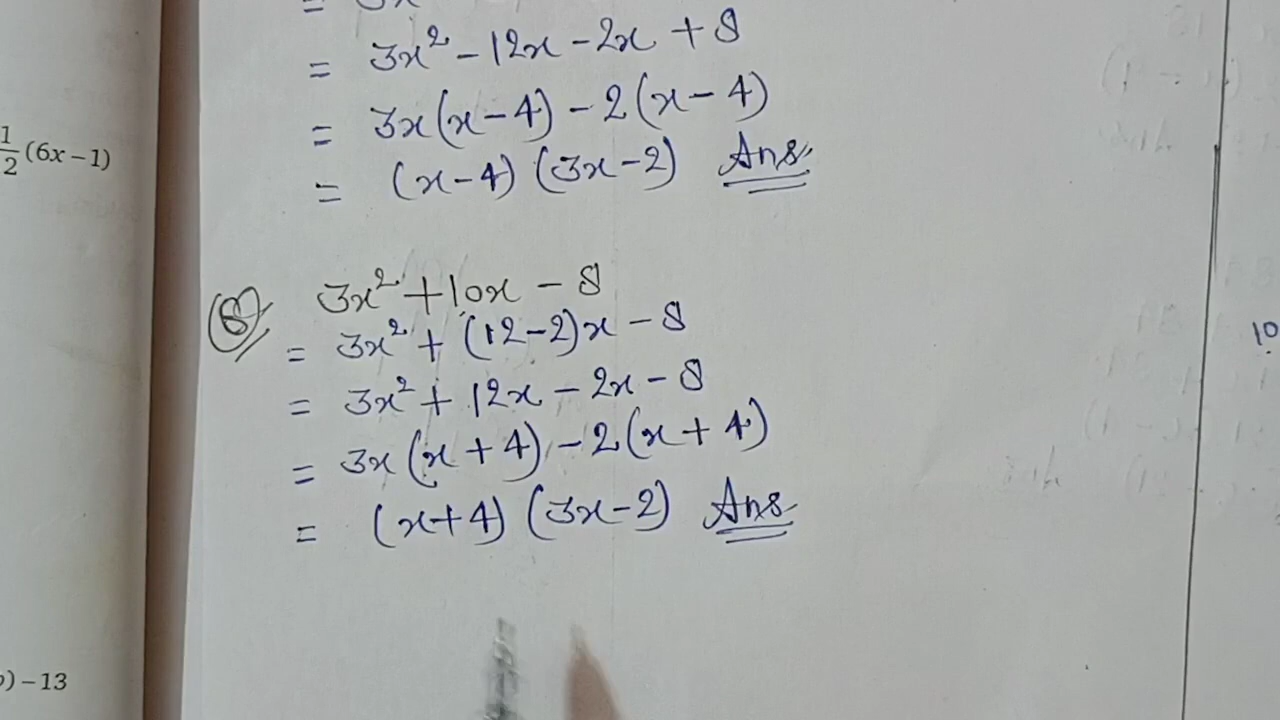 = 3x² - 12x - 2x + 8
= 3x(x - 4) - 2(x - 4)
= (x - 4) (3x - 2) Ans.
½(6x - 1)
3x² + 10x - 8
= 3x² + (12 - 2)x - 8
= 3x² + 12x - 2x - 8
= 3x(x + 4) - 2(x + 4)
= (x + 4) (3x - 2) Ans
) - 13
10